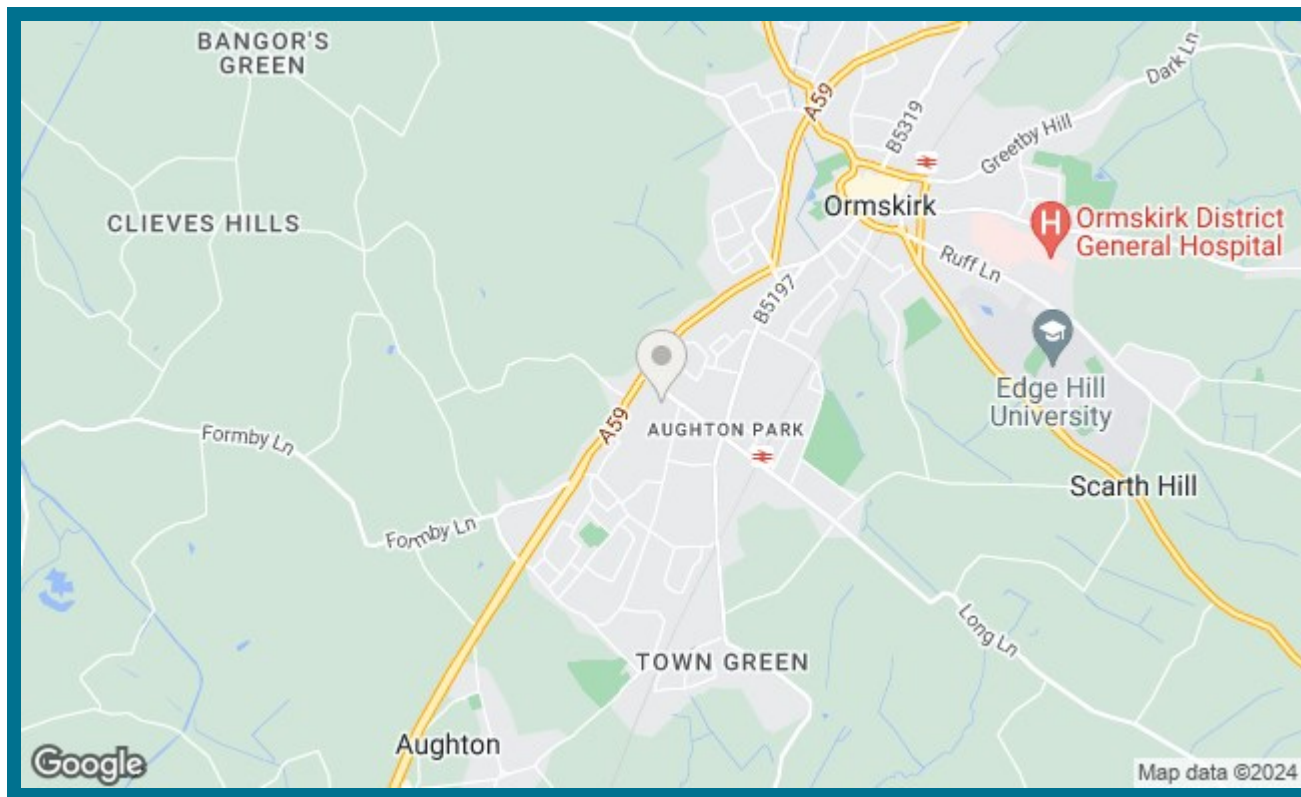 BANGOR'S
GREEN
Dark Ln
A59
B5319
Greetby Hill
CLIEVES HILLS
Ormskirk
H
Ormskirk District
General Hospital
Ruff Ln
B5197
Edge Hill
University
A59
AUGHTON PARK
Formby Ln
Scarth Hill
Formby Ln
Long Ln
TOWN GREEN
Aughton
Google
Map data ©2024